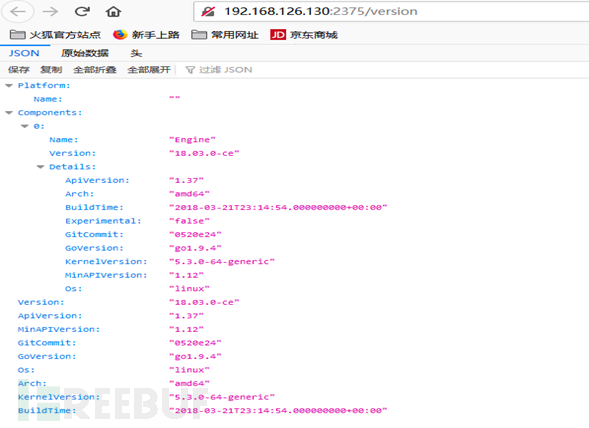 192.168.126.130:2375/version
火狐官方站点 新手上路 常用网址 JD 京东商城
JSON 原始数据 头
保存 复制 全部折叠 全部展开 过滤 JSON
Platform:
Name: ""
Components:
0:
Name: "Engine"
Version: "18.03.0-ce"
Details:
ApiVersion: "1.37"
Arch: "amd64"
BuildTime: "2018-03-21T23:14:54.000000000+00:00"
Experimental: "false"
GitCommit: "0520e24"
GoVersion: "go1.9.4"
KernelVersion: "5.3.0-64-generic"
MinAPIVersion: "1.12"
Os: "linux"
Version: "18.03.0-ce"
ApiVersion: "1.37"
MinAPIVersion: "1.12"
GitCommit: "0520e24"
GoVersion: "go1.9.4"
Os: "linux"
Arch: "amd64"
KernelVersion: "5.3.0-64-generic"
BuildTime: "2018-03-21T23:14:54.000000000+00:00"
FREEBUF